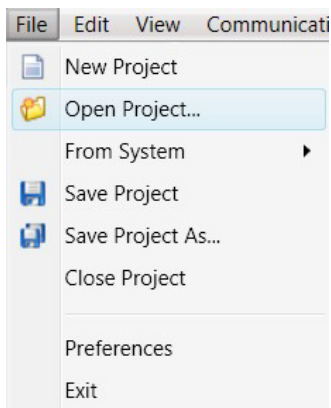 File Edit View Communicati
New Project
Open Project...
From System
Save Project
Save Project As...
Close Project
Preferences
Exit